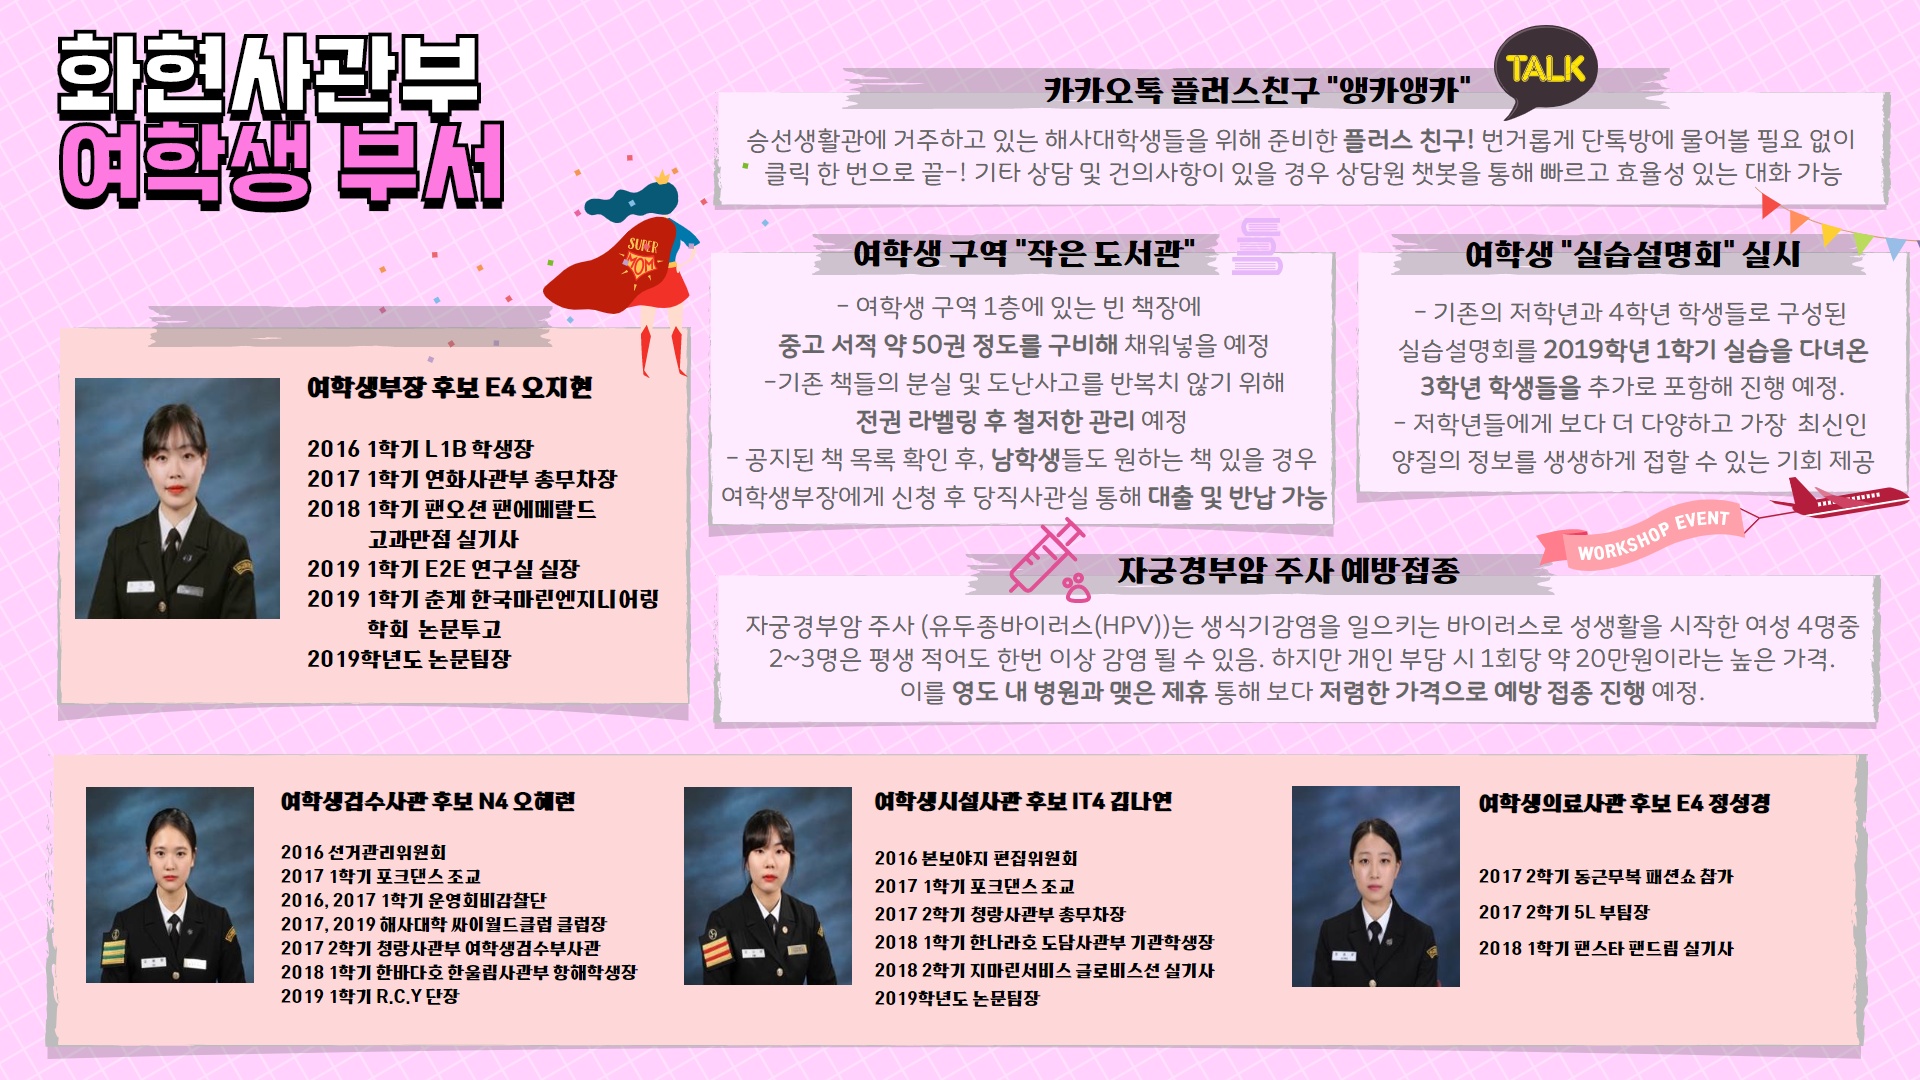 화현사관부
여학생 부서
SUPER
MOM
여학생부장 후보 E4 오지현
2016 1학기 L1B 학생장
2017 1학기 연화사관부 총무차장
2018 1학기 팬오션 팬에메랄드
고과만점 실기사
2019 1학기 E2E 연구실 실장
2019 1학기 춘계 한국마린엔지니어링
학회 논문투고
2019학년도 논문팀장
카카오톡 플러스친구 "앵카앵카"
TALK
승선생활관에 거주하고 있는 해사대학생들을 위해 준비한 플러스 친구! 번거롭게 단톡방에 물어볼 필요 없이
클릭 한 번으로 끝-! 기타 상담 및 건의사항이 있을 경우 상담원 챗봇을 통해 빠르고 효율성 있는 대화 가능
여학생 구역 "작은 도서관"
- 여학생 구역 1층에 있는 빈 책장에
중고 서적 약 50권 정도를 구비해 채워넣을 예정
-기존 책들의 분실 및 도난사고를 반복치 않기 위해
전권 라벨링 후 철저한 관리 예정
- 공지된 책 목록 확인 후, 남학생들도 원하는 책 있을 경우
여학생부장에게 신청 후 당직사관실 통해 대출 및 반납 가능
여학생 "실습설명회" 실시
- 기존의 저학년과 4학년 학생들로 구성된
실습설명회를 2019학년 1학기 실습을 다녀온
3학년 학생들을 추가로 포함해 진행 예정.
- 저학년들에게 보다 더 다양하고 가장 최신인
양질의 정보를 생생하게 접할 수 있는 기회 제공
WORKSHOP EVENT
자궁경부암 주사 예방접종
자궁경부암 주사 (유두종바이러스(HPV))는 생식기감염을 일으키는 바이러스로 성생활을 시작한 여성 4명중
2~3명은 평생 적어도 한번 이상 감염 될 수 있음. 하지만 개인 부담 시 1회당 약 20만원이라는 높은 가격.
이를 영도 내 병원과 맺은 제휴 통해 보다 저렴한 가격으로 예방 접종 진행 예정.
여학생검수사관 후보 N4 오혜련
2016 선거관리위원회
2017 1학기 포크댄스 조교
2016, 2017 1학기 운영회비감찰단
2017, 2019 해사대학 싸이월드클럽 클럽장
2017 2학기 청람사관부 여학생검수부사관
2018 1학기 한바다호 한울림사관부 항해학생장
2019 1학기 R.C.Y 단장
여학생시설사관 후보 IT4 김나연
2016 본보야지 편집위원회
2017 1학기 포크댄스 조교
2017 2학기 청람사관부 총무차장
2018 1학기 한나라호 도담사관부 기관학생장
2018 2학기 지마린서비스 글로비스선 실기사
2019학년도 논문팀장
여학생의료사관 후보 E4 정성경
2017 2학기 동근무복 패션쇼 참가
2017 2학기 5L 부팀장
2018 1학기 팬스타 팬드림 실기사